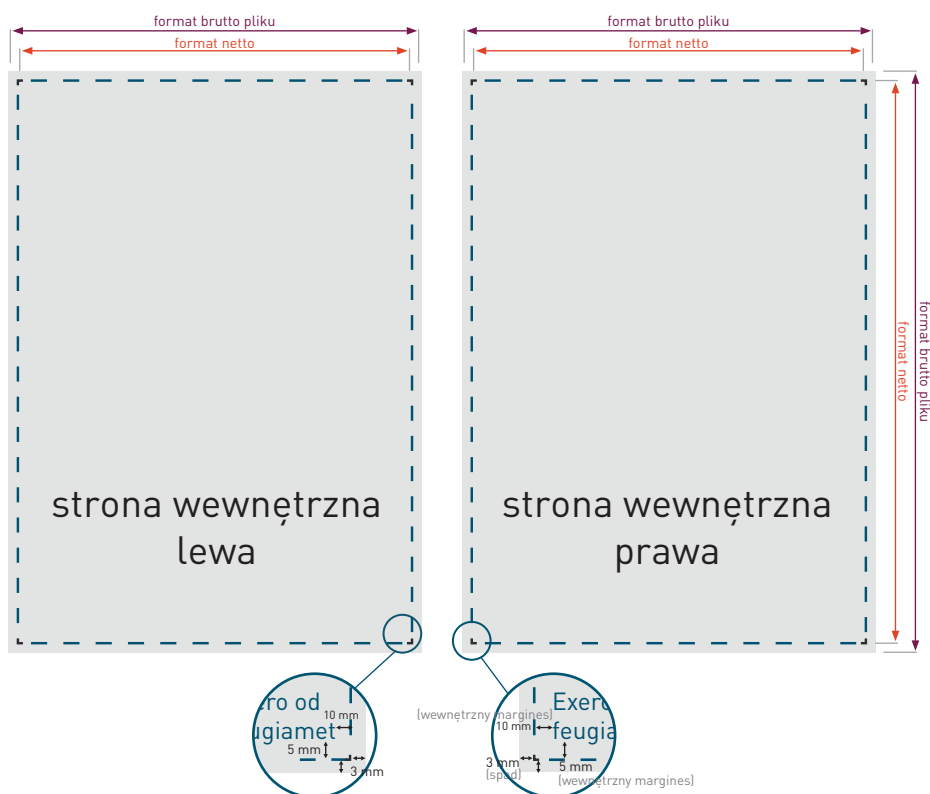 format brutto pliku
format netto
format brutto pliku
format netto
format netto
format brutto pliku
strona wewnętrzna
lewa
strona wewnętrzna
prawa
ero od
ugiamet
10 mm
5 mm
3 mm
(wewnętrzny margines)
10 mm
Exerc
feugia
3 mm
(spad)
5 mm
(wewnętrzny margines)